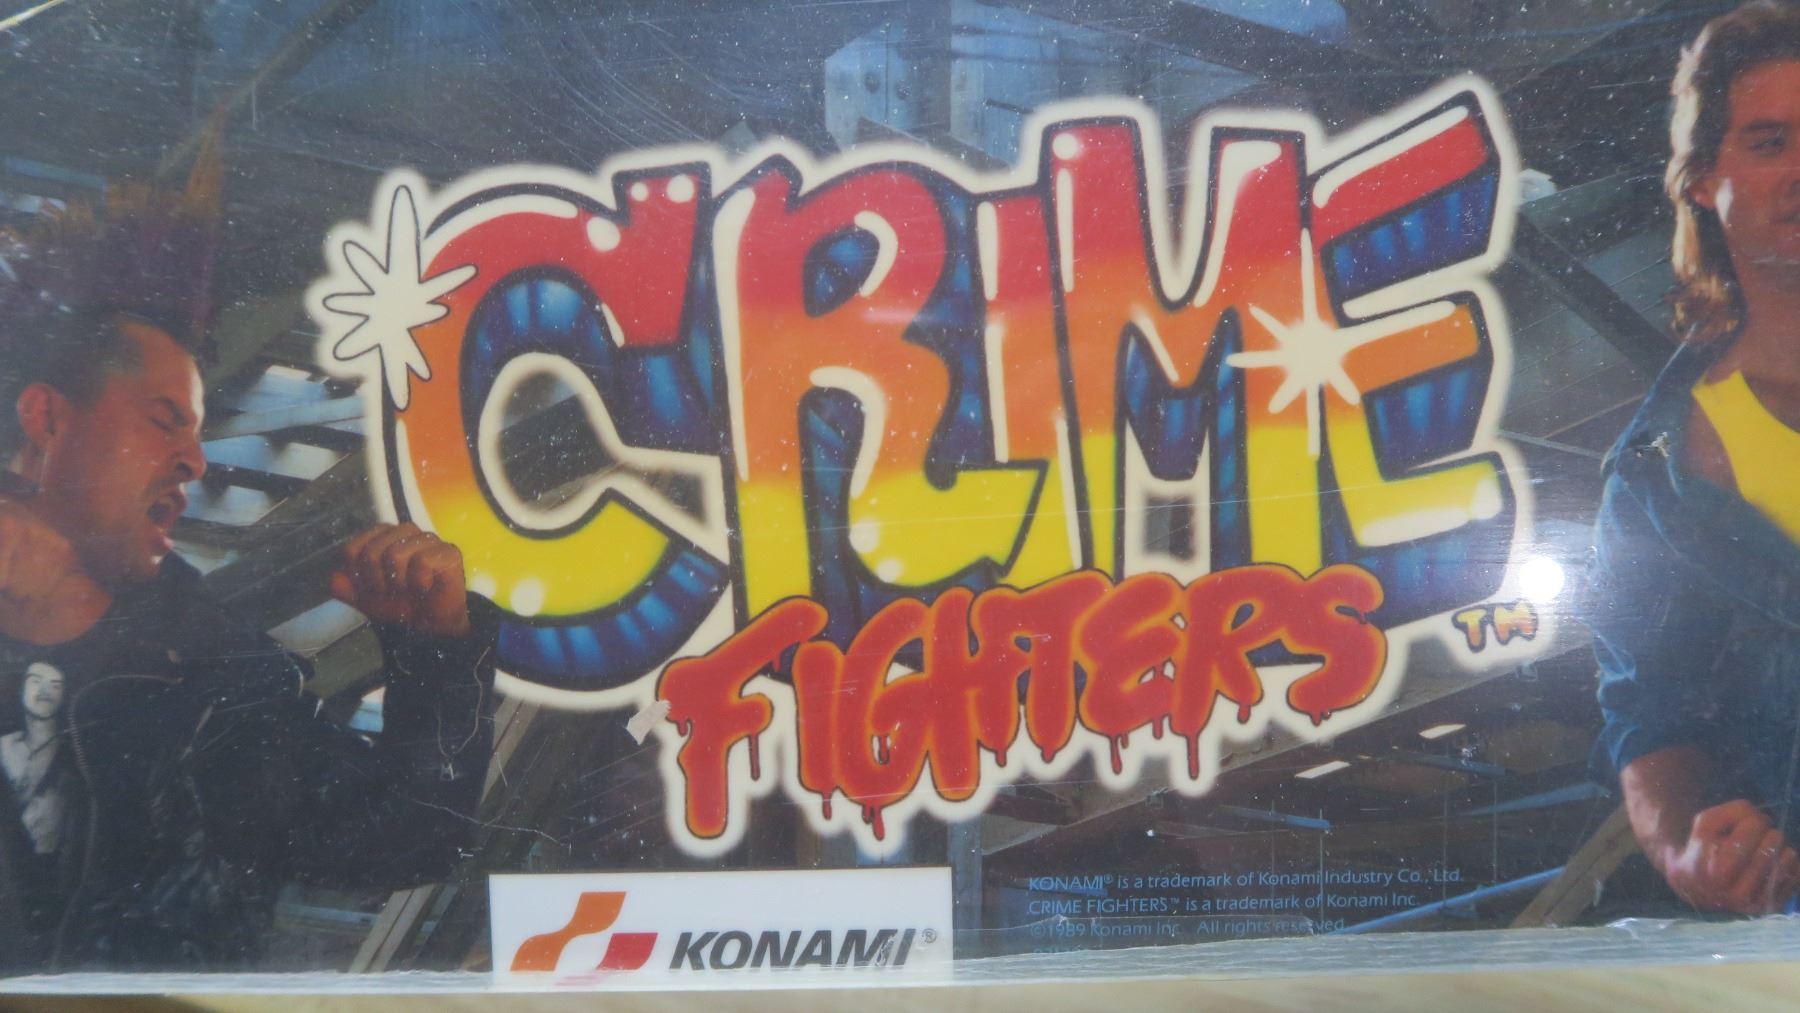 CRIME
FIGHTERS
TM
KONAMI®
KONAMI® is a trademark of Konami Industry Co., Ltd.
CRIME FIGHTERS™ is a trademark of Konami Inc.
©1989 Konami Inc. All rights reserved.